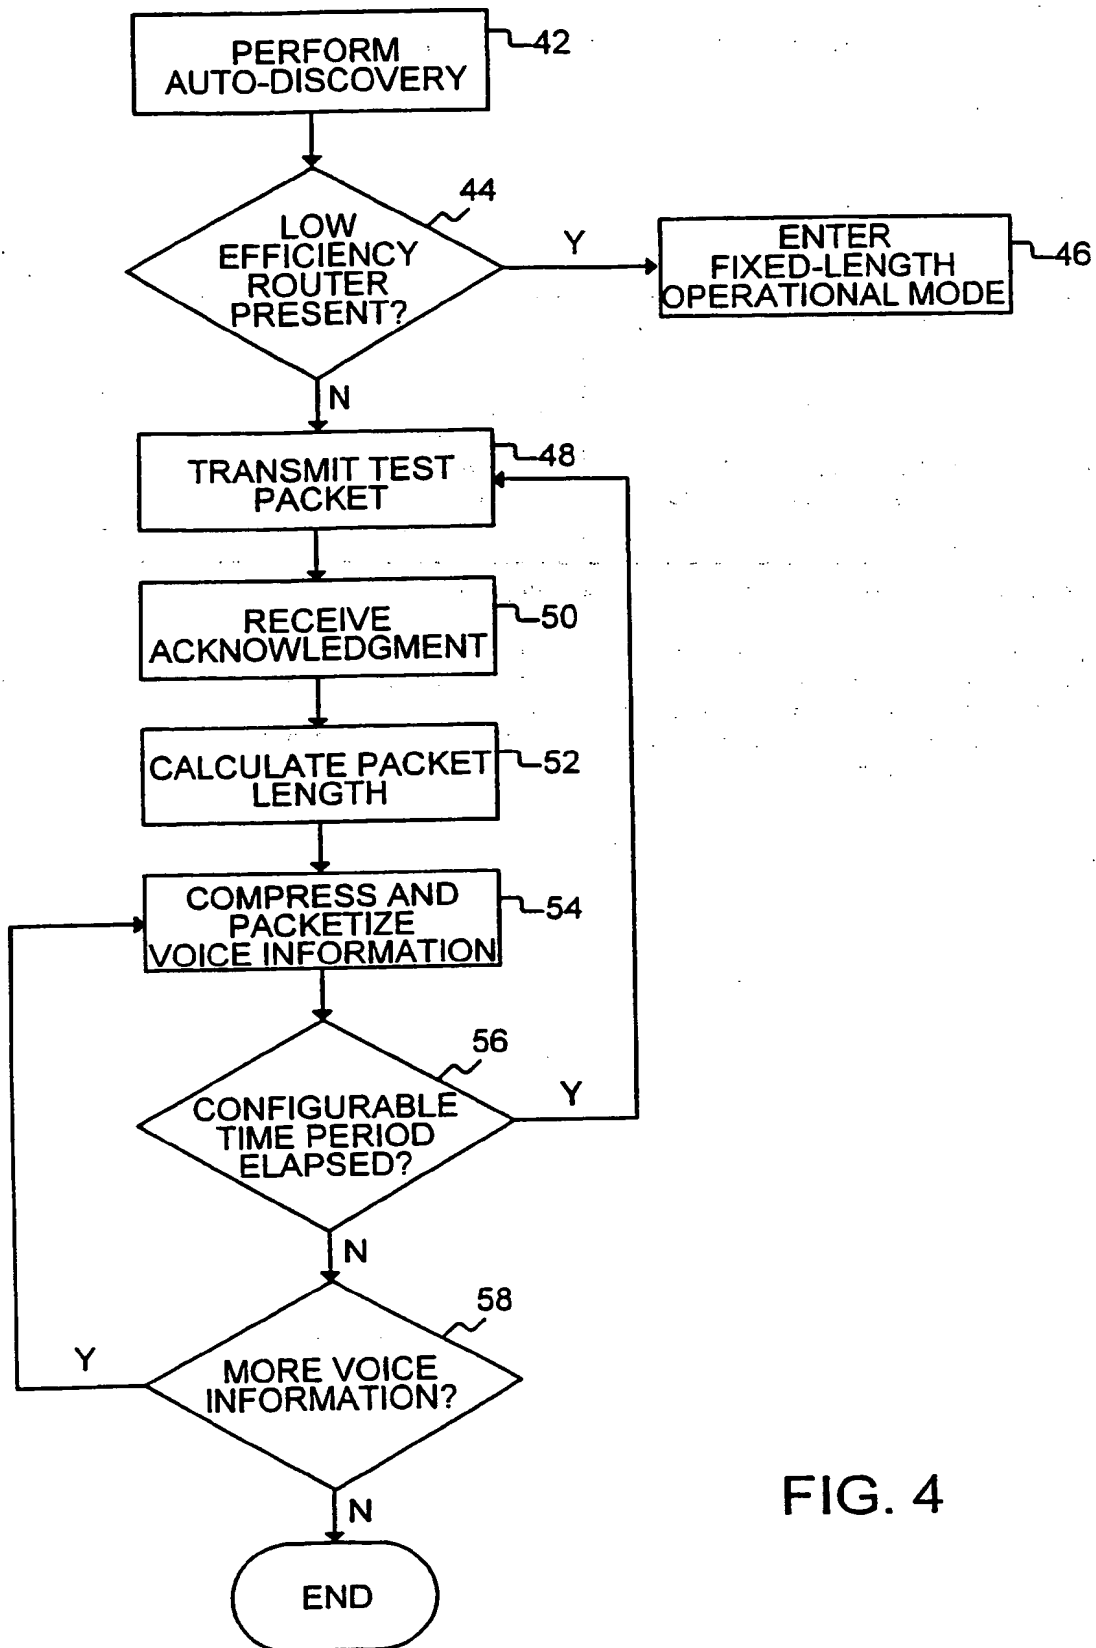 PERFORM
AUTO-DISCOVERY
42
LOW
EFFICIENCY
ROUTER
PRESENT?
44
Y
ENTER
FIXED-LENGTH
OPERATIONAL MODE
46
N
TRANSMIT TEST
PACKET
48
RECEIVE
ACKNOWLEDGMENT
50
CALCULATE PACKET
LENGTH
52
COMPRESS AND
PACKETIZE
VOICE INFORMATION
54
CONFIGURABLE
TIME PERIOD
ELAPSED?
56
Y
N
MORE VOICE
INFORMATION?
58
Y
N
END
FIG. 4